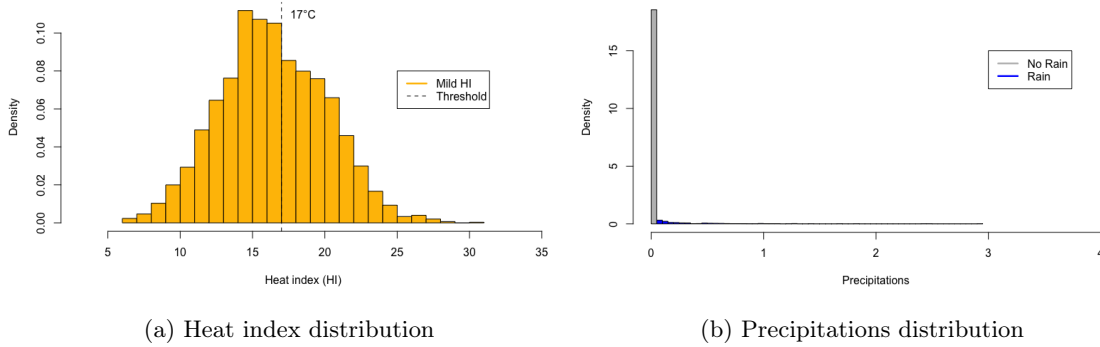 17°C
Mild HI
Threshold
Density
0.00 0.02 0.04 0.06 0.08 0.10
5 10 15 20 25 30 35
Heat index (HI)
(a) Heat index distribution
No Rain
Rain
Density
0 5 10 15
0 1 2 3 4
Precipitations
(b) Precipitations distribution